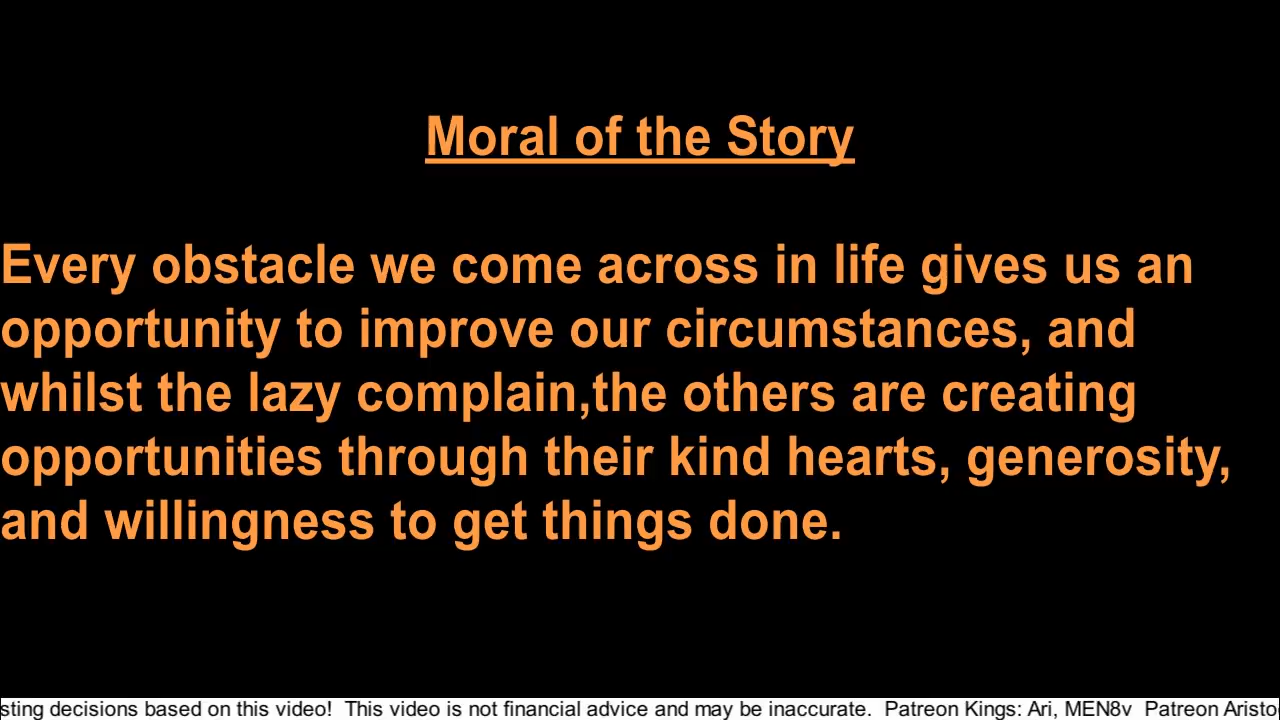 Moral of the Story
Every obstacle we come across in life gives us an
opportunity to improve our circumstances, and
whilst the lazy complain,the others are creating
opportunities through their kind hearts, generosity,
and willingness to get things done.
sting decisions based on this video!  This video is not financial advice and may be inaccurate.  Patreon Kings: Ari, MEN8v  Patreon Aristo